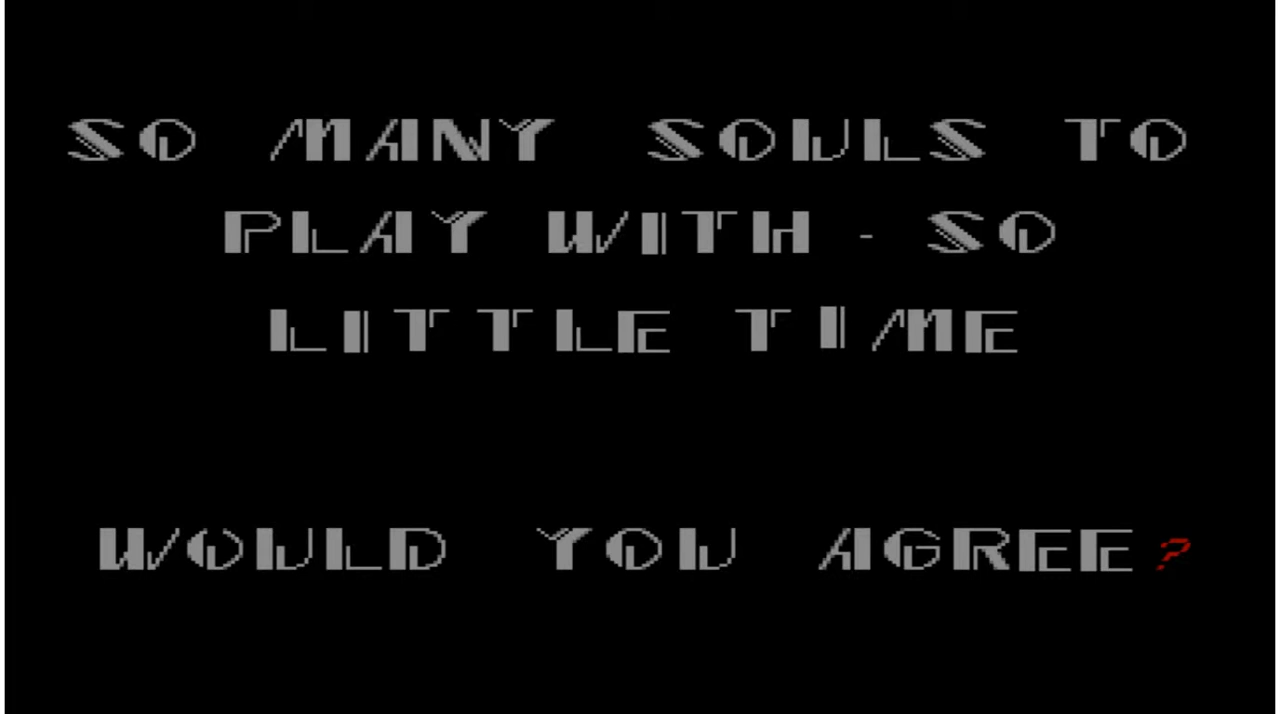 SO MANY SOULS TO
PLAY WITH - SO
LITTLE TIME
WOULD YOU AGREE?